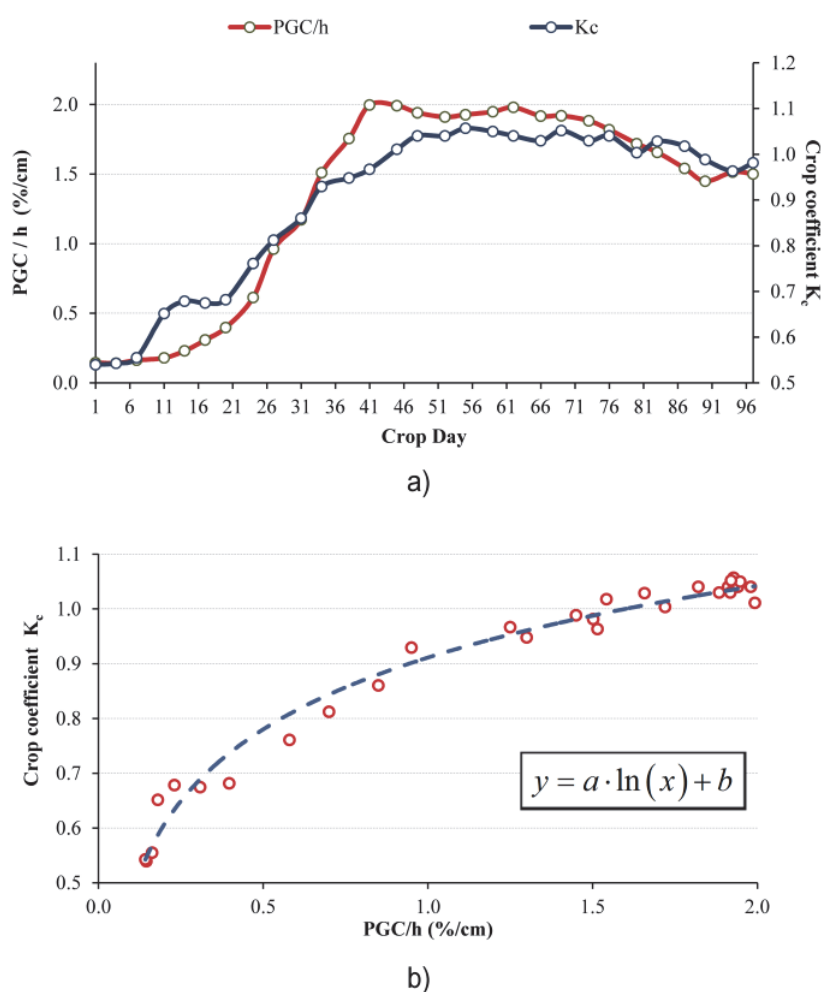 PGC/h Kc
PGC / h (%/cm)
2.0
1.5
1.0
0.5
0.0
1.2
1.1
1.0
0.9
0.8
0.7
0.6
0.5
Crop coefficient Kc
1 6 11 16 21 26 31 36 41 46 51 56 61 66 71 76 81 86 91 96
Crop Day
a)
Crop coefficient Kc
1.1
1.0
0.9
0.8
0.7
0.6
0.5
y = a·ln(x)+b
0.0 0.5 1.0 1.5 2.0
PGC/h (%/cm)
b)